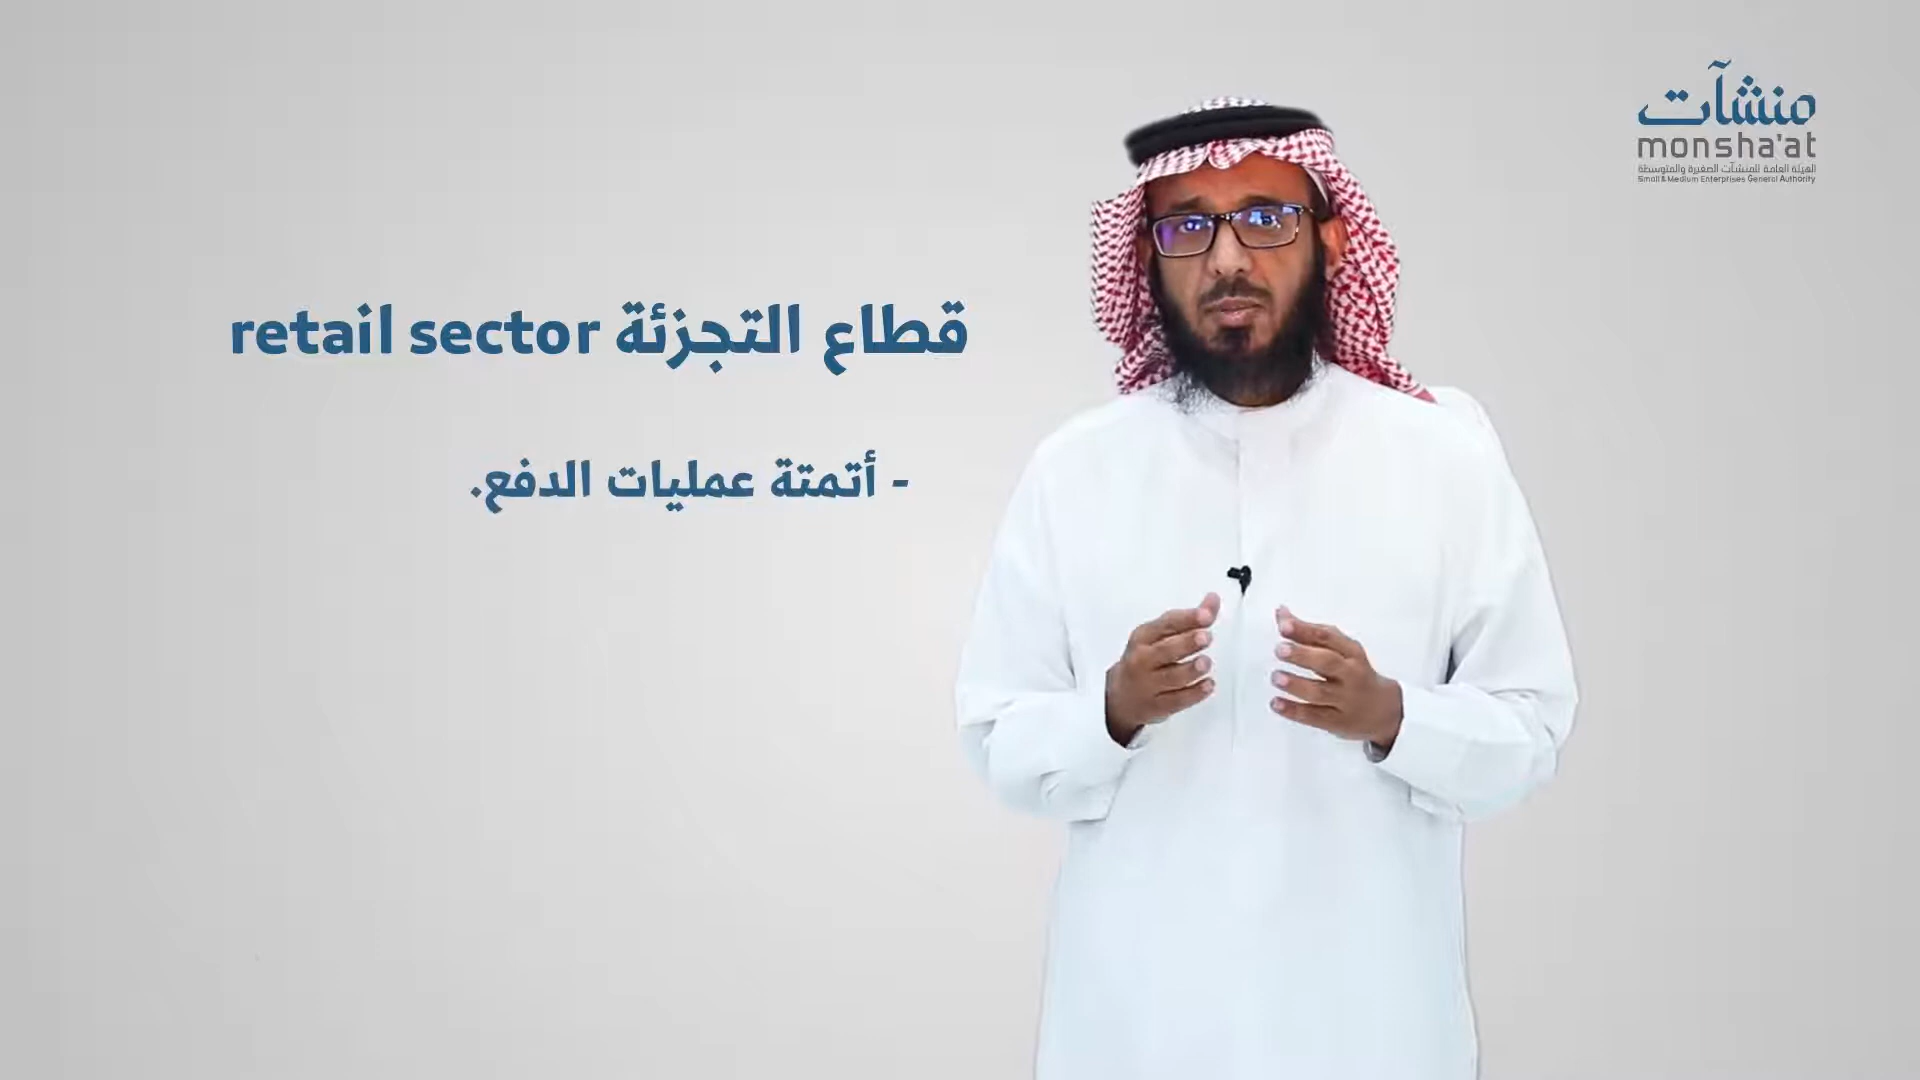 منشآت
monsha'at
الهيئة العامة للمنشآت الصغيرة والمتوسطة
Small & Medium Enterprises General Authority
قطاع التجزئة retail sector
- أتمتة عمليات الدفع.